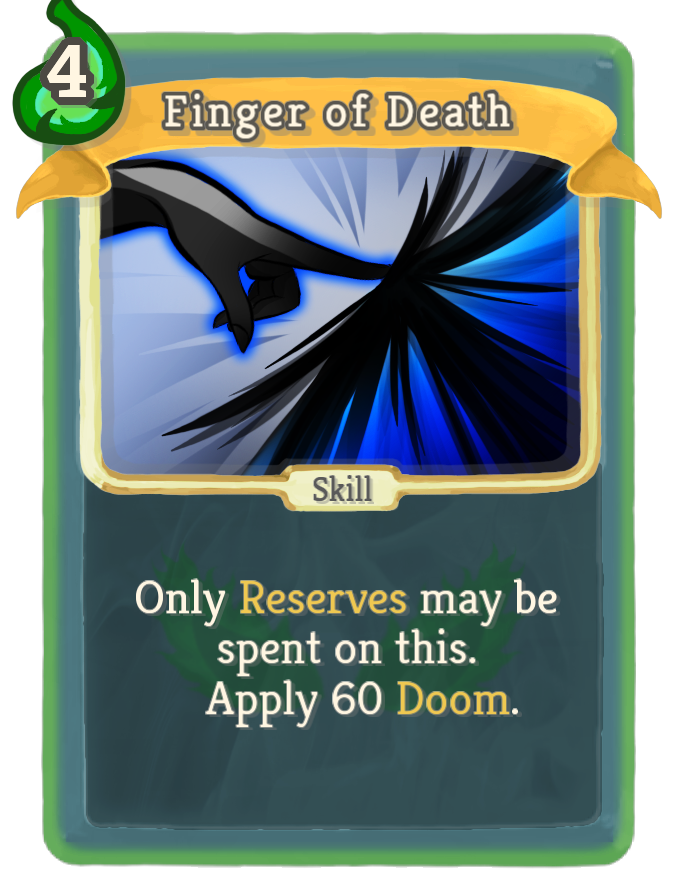 4
Finger of Death
Skill
Only Reserves may be
spent on this.
Apply 60 Doom.